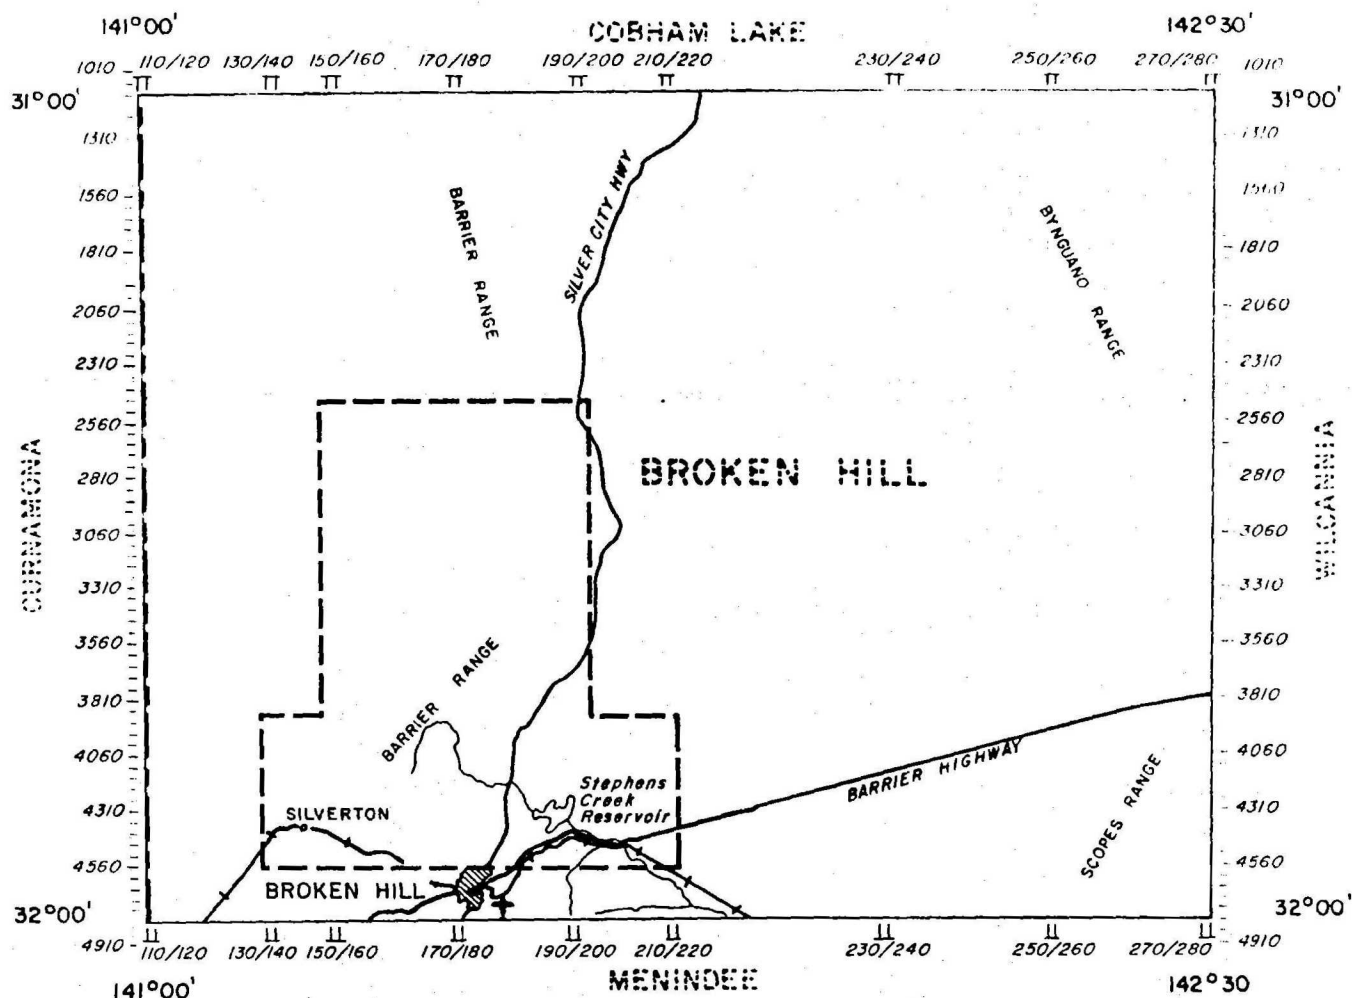 141°00' COBHAM LAKE 142°30'
110/120 130/140 150/160 170/180 190/200 210/220 230/240 250/260 270/280
1010 1010
31°00' 31°00'
1310 1310
1560 1560
1810 1810
2060 2060
2310 2310
2560 2560
2810 2810
3060 3060
3310 3310
3560 3560
3810 3810
4060 4060
4310 4310
4560 4560
4910 4910
CURNAMONA
WILCANNIA
BARRIER RANGE
SILVER CITY HWY
BYNGUANO RANGE
BROKEN HILL
BARRIER RANGE
Stephens
Creek
Reservoir
BARRIER HIGHWAY
SCOPES RANGE
SILVERTON
BROKEN HILL
32°00' 32°00'
110/120 130/140 150/160 170/180 190/200 210/220 230/240 250/260 270/280
141°00' MENINDEE 142°30